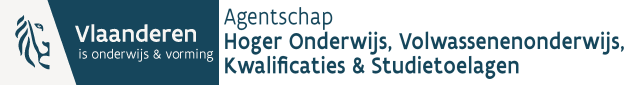 Vlaanderen
is onderwijs & vorming
Agentschap
Hoger Onderwijs, Volwassenenonderwijs,
Kwalificaties & Studietoelagen